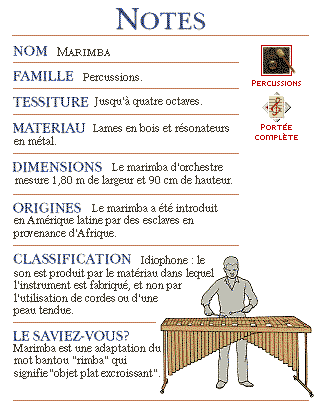 NOTES
NOM MARIMBA
FAMILLE Percussions.
TESSITURE Jusqu'à quatre octaves.
MATERIAU Lames en bois et résonateurs
en métal.
DIMENSIONS Le marimba d'orchestre
mesure 1,80 m de largeur et 90 cm de hauteur.
ORIGINES Le marimba a été introduit
en Amérique latine par des esclaves en
provenance d'Afrique.
CLASSIFICATION Idiophone : le
son est produit par le matériau dans lequel
l'instrument est fabriqué, et non par
l'utilisation de cordes ou d'une
peau tendue.
LE SAVIEZ-VOUS?
Marimba est une adaptation du
mot bantou "rimba" qui
signifie "objet plat excroissant".
PERCUSSIONS
PORTÉE
COMPLÈTE